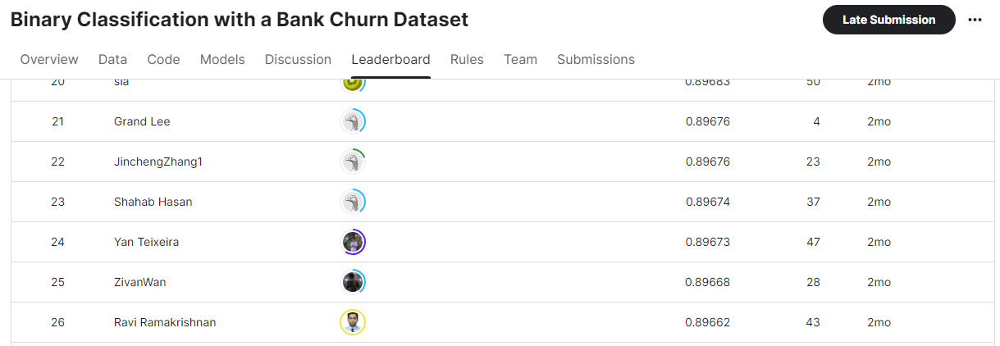 Binary Classification with a Bank Churn Dataset
Late Submission
Overview Data Code Models Discussion Leaderboard Rules Team Submissions
20 sia 0.89683 50 2mo
21 Grand Lee 0.89676 4 2mo
22 JinchengZhang1 0.89676 23 2mo
23 Shahab Hasan 0.89674 37 2mo
24 Yan Teixeira 0.89673 47 2mo
25 ZivanWan 0.89668 28 2mo
26 Ravi Ramakrishnan 0.89662 43 2mo